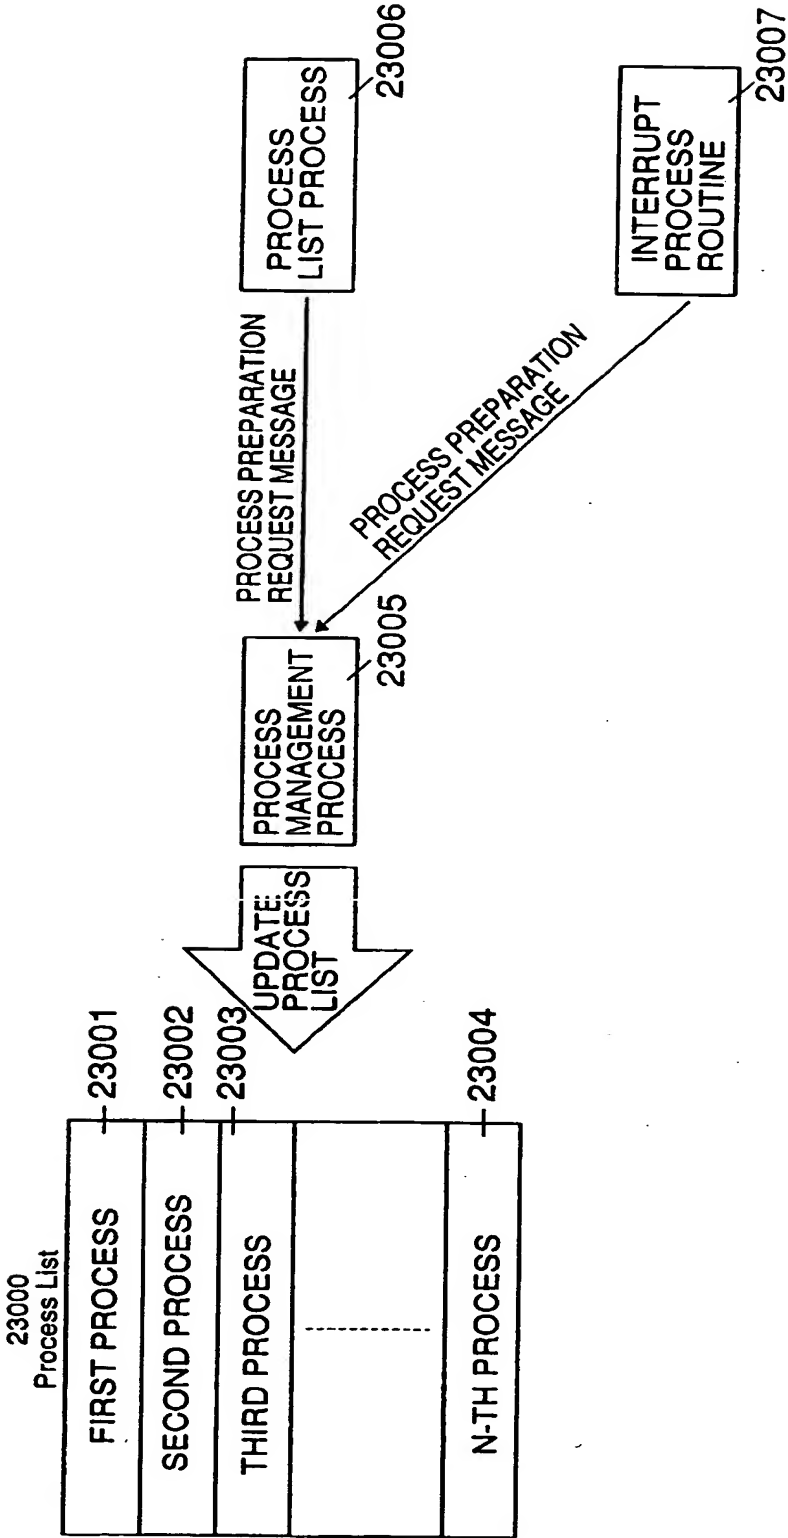 23000
Process List
FIRST PROCESS
23001
SECOND PROCESS
23002
THIRD PROCESS
23003
N-TH PROCESS
23004
UPDATE
PROCESS
LIST
PROCESS
MANAGEMENT
PROCESS
23005
PROCESS PREPARATION
REQUEST MESSAGE
PROCESS
LIST PROCESS
23006
PROCESS PREPARATION
REQUEST MESSAGE
INTERRUPT
PROCESS
ROUTINE
23007